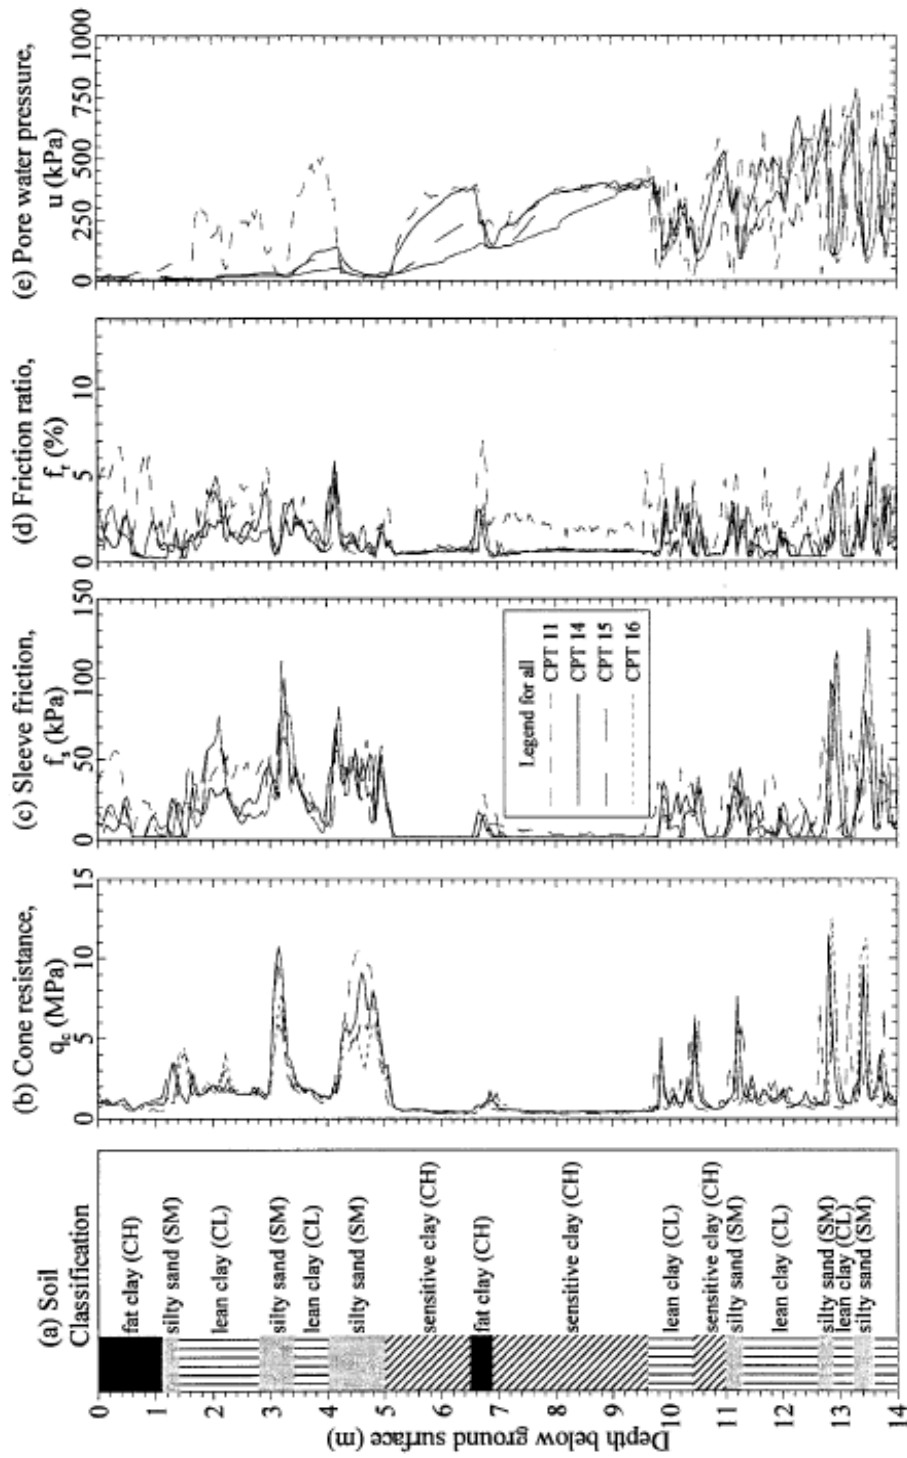 (a) Soil
Classification
fat clay (CH)
silty sand (SM)
lean clay (CL)
silty sand (SM)
lean clay (CL)
silty sand (SM)
sensitive clay (CH)
fat clay (CH)
sensitive clay (CH)
lean clay (CL)
sensitive clay (CH)
silty sand (SM)
lean clay (CL)
silty sand (SM)
lean clay (CL)
silty sand (SM)
0
1
2
3
4
5
6
7
8
9
10
11
12
13
14
Depth below ground surface (m)
(b) Cone resistance,
q_c (MPa)
0
5
10
15
(c) Sleeve friction,
f_s (kPa)
0
50
100
150
Legend for all
CPT 11
CPT 14
CPT 15
CPT 16
(d) Friction ratio,
f_r (%)
0
5
10
(e) Pore water pressure,
u (kPa)
0
250
500
750
1000